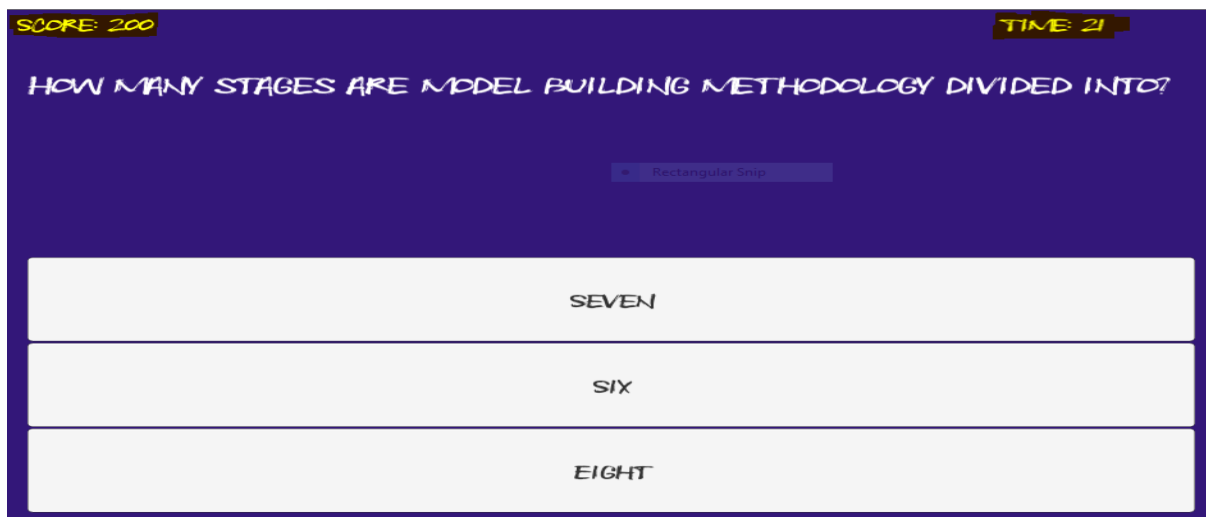 SCORE: 200
TIME: 21
HOW MANY STAGES ARE MODEL BUILDING METHODOLOGY DIVIDED INTO?
Rectangular Snip
SEVEN
SIX
EIGHT